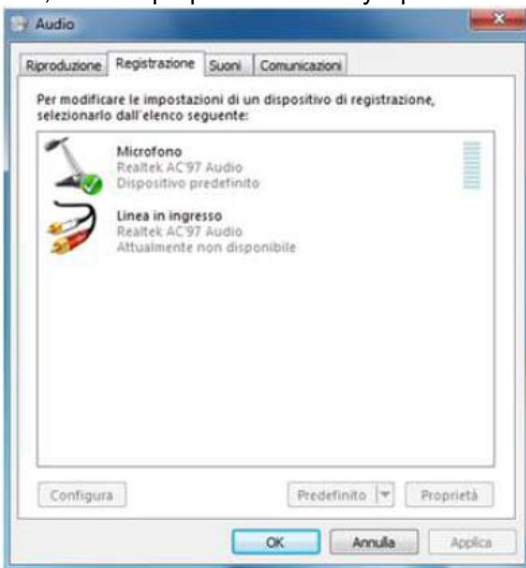 Audio
Riproduzione Registrazione Suoni Comunicazioni
Per modificare le impostazioni di un dispositivo di registrazione,
selezionarlo dall'elenco seguente:
Microfono
Realtek AC'97 Audio
Dispositivo predefinito
Linea in ingresso
Realtek AC'97 Audio
Attualmente non disponibile
Configura Predefinito Proprietà
OK Annulla Applica